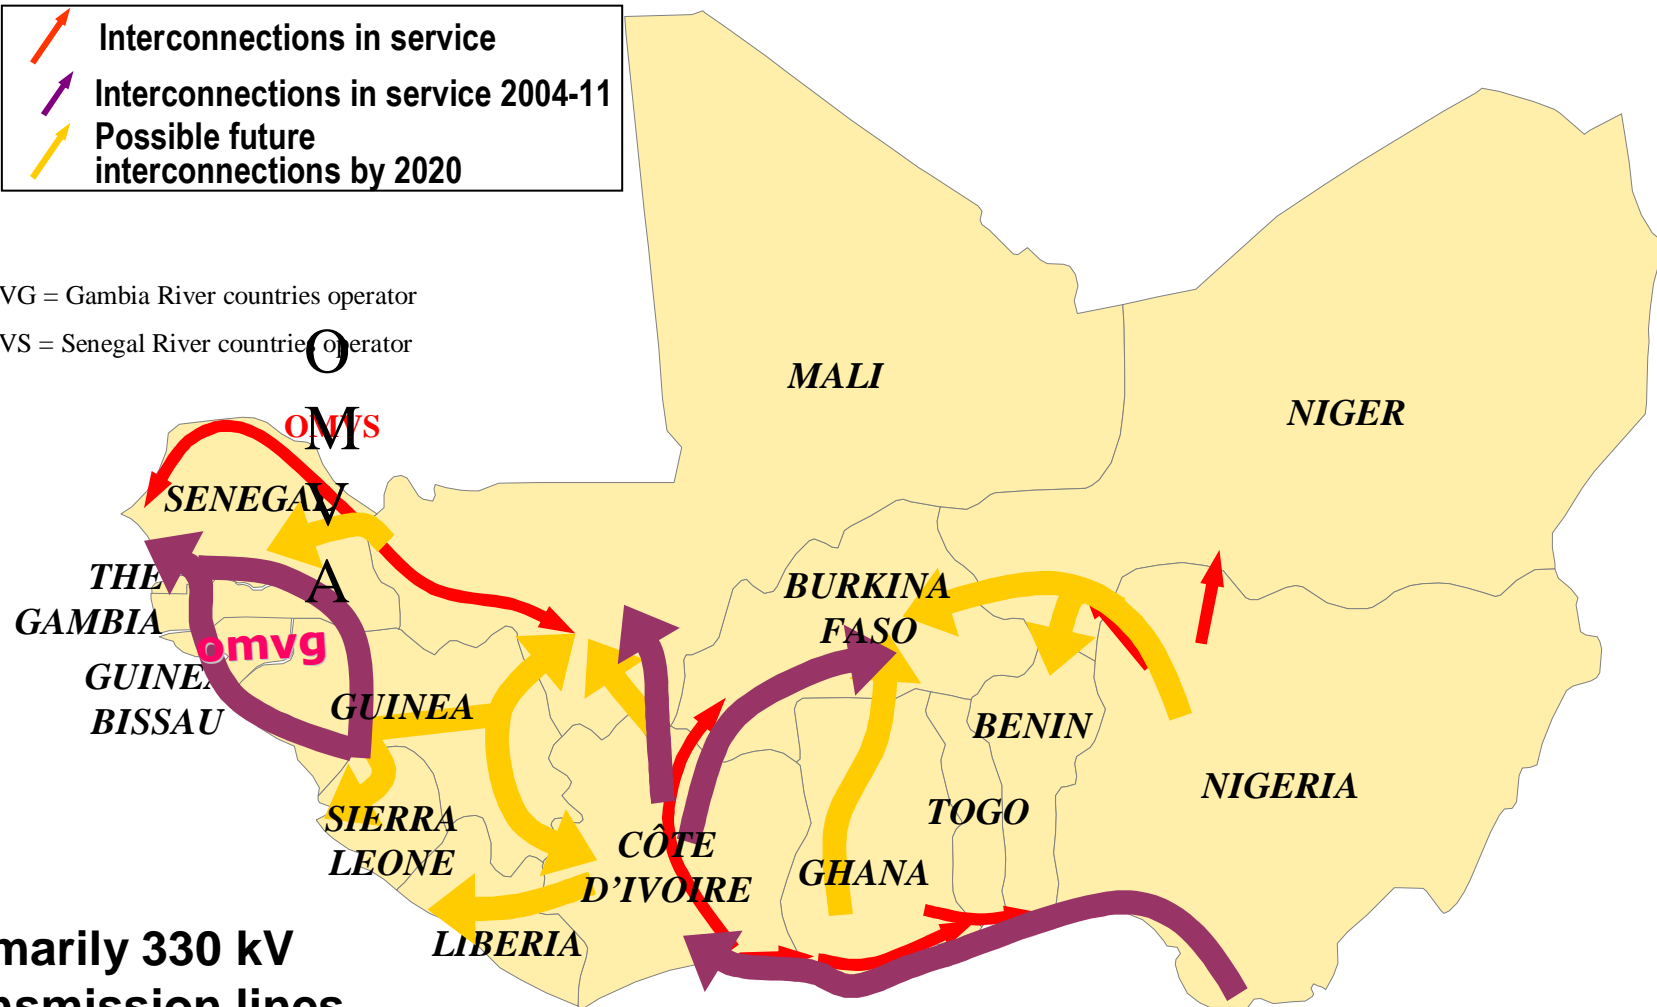 Interconnections in service
Interconnections in service 2004-11
Possible future
interconnections by 2020
VG = Gambia River countries operator
VS = Senegal River countries operator
O
M
V
A
OMVS
MALI
NIGER
SENEGAL
THE
GAMBIA
omvg
GUINEA
BISSAU
GUINEA
BURKINA
FASO
BENIN
NIGERIA
TOGO
SIERRA
LEONE
CÔTE
D'IVOIRE
GHANA
LIBERIA
marily 330 kV
nsmission lines